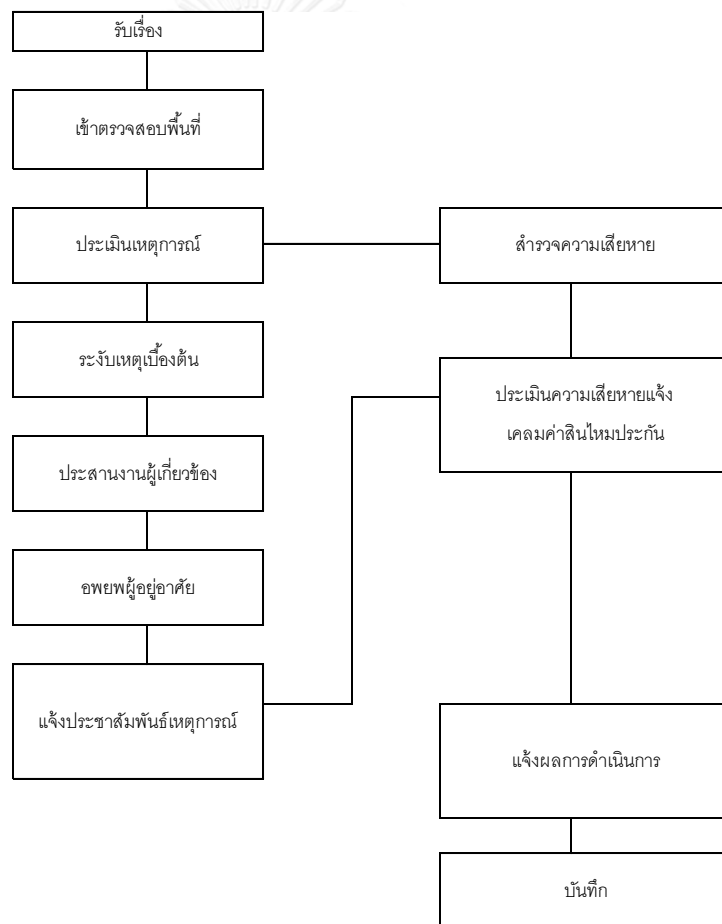 รับเรื่อง
เข้าตรวจสอบพื้นที่
ประเมินเหตุการณ์
ระงับเหตุเบื้องต้น
ประสานงานผู้เกี่ยวข้อง
อพยพผู้อยู่อาศัย
แจ้งประชาสัมพันธ์เหตุการณ์
สำรวจความเสียหาย
ประเมินความเสียหายแจ้ง
เคลมค่าสินไหมประกัน
แจ้งผลการดำเนินการ
บันทึก